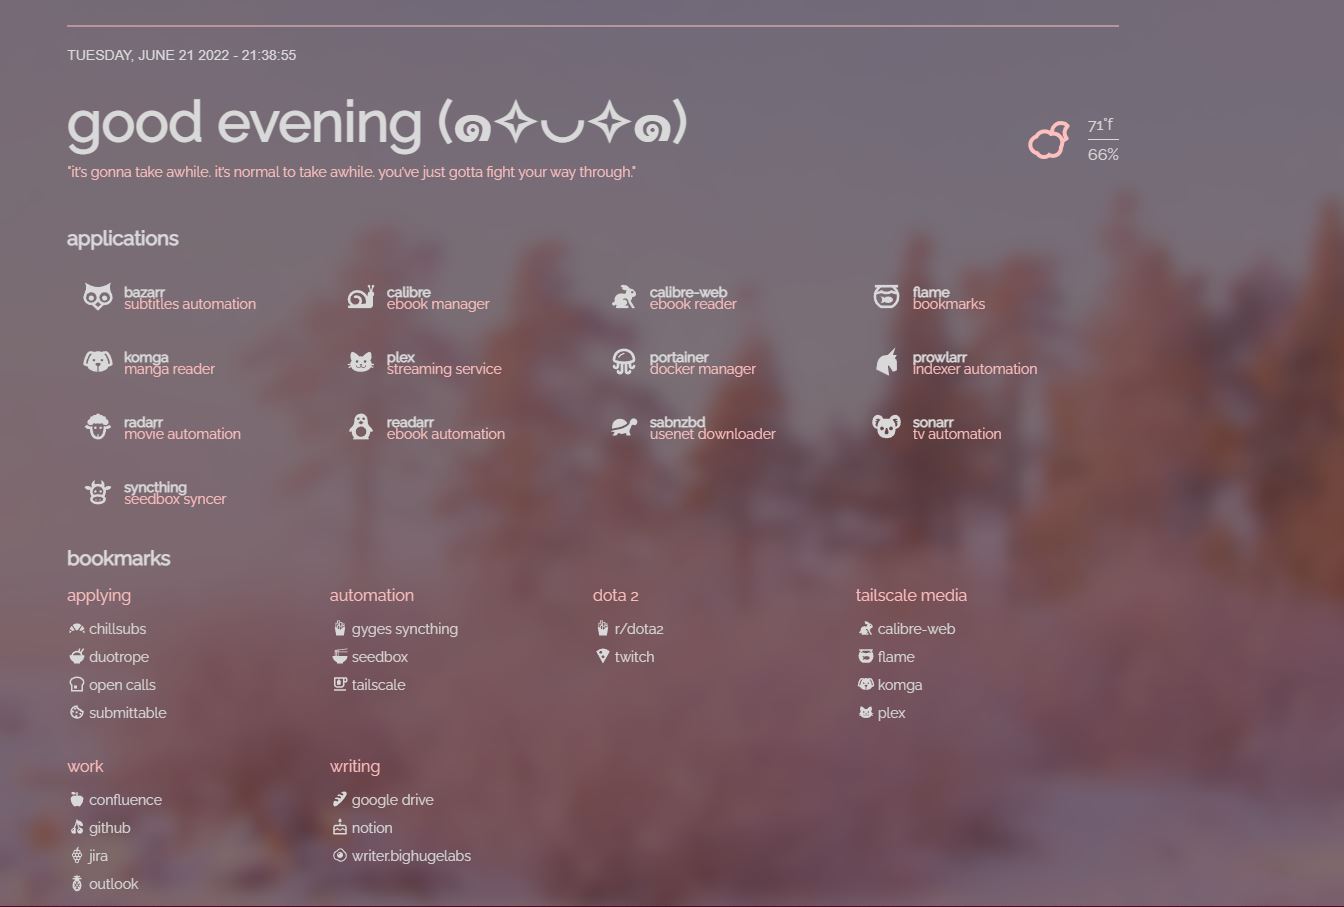 TUESDAY, JUNE 21 2022 - 21:38:55
good evening (๑✧◡✧๑)
71°f
66%
"it's gonna take awhile. it's normal to take awhile. you've just gotta fight your way through."
applications
bazarr
subtitles automation
calibre
ebook manager
calibre-web
ebook reader
flame
bookmarks
komga
manga reader
plex
streaming service
portainer
docker manager
prowlarr
indexer automation
radarr
movie automation
readarr
ebook automation
sabnzbd
usenet downloader
sonarr
tv automation
syncthing
seedbox syncer
bookmarks
applying
chillsubs
duotrope
open calls
submittable
automation
gyges syncthing
seedbox
tailscale
dota 2
r/dota2
twitch
tailscale media
calibre-web
flame
komga
plex
work
confluence
github
jira
outlook
writing
google drive
notion
writer.bighugelabs